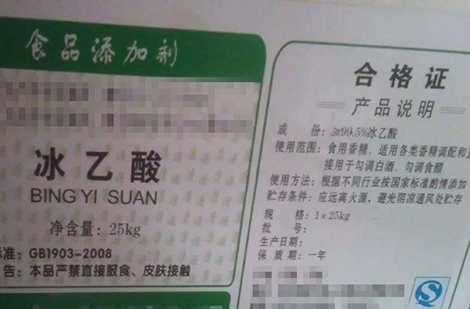 食品添加剂
冰乙酸
BING YI SUAN
净含量：25kg
准：GB1903-2008
告：本品严禁直接服食、皮肤接触
合格证
产品说明
成　份：≥99.5%冰乙酸
使用范围：食用香精，适用各类香精调配和直
接用于勾调白酒、勾调食醋
使用方法：根据不同行业按国家标准酌情添加
贮存条件：应远离火源，避光阴凉通风处贮存
规　格：1×25kg
批　号：
生产日期：
保 质 期：一年